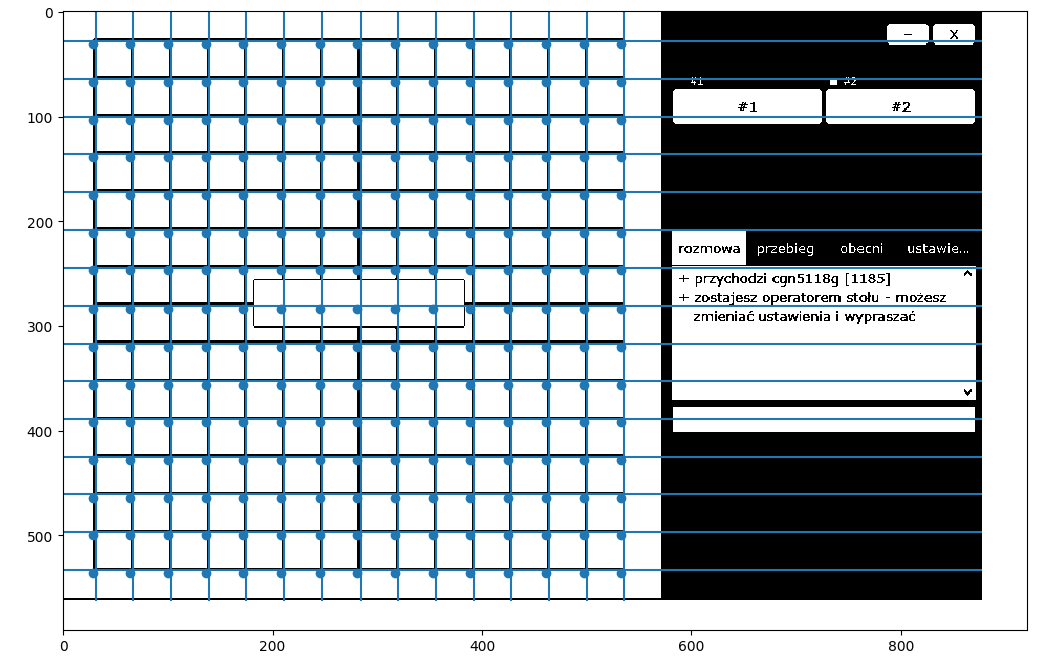 0
100
200
300
400
500
0
200
400
600
800
– X
#1 #2
#1 #2
rozmowa przebieg obecni ustawie...
+ przychodzi cgn5118g [1185]
+ zostajesz operatorem stołu - możesz
zmieniać ustawienia i wypraszać